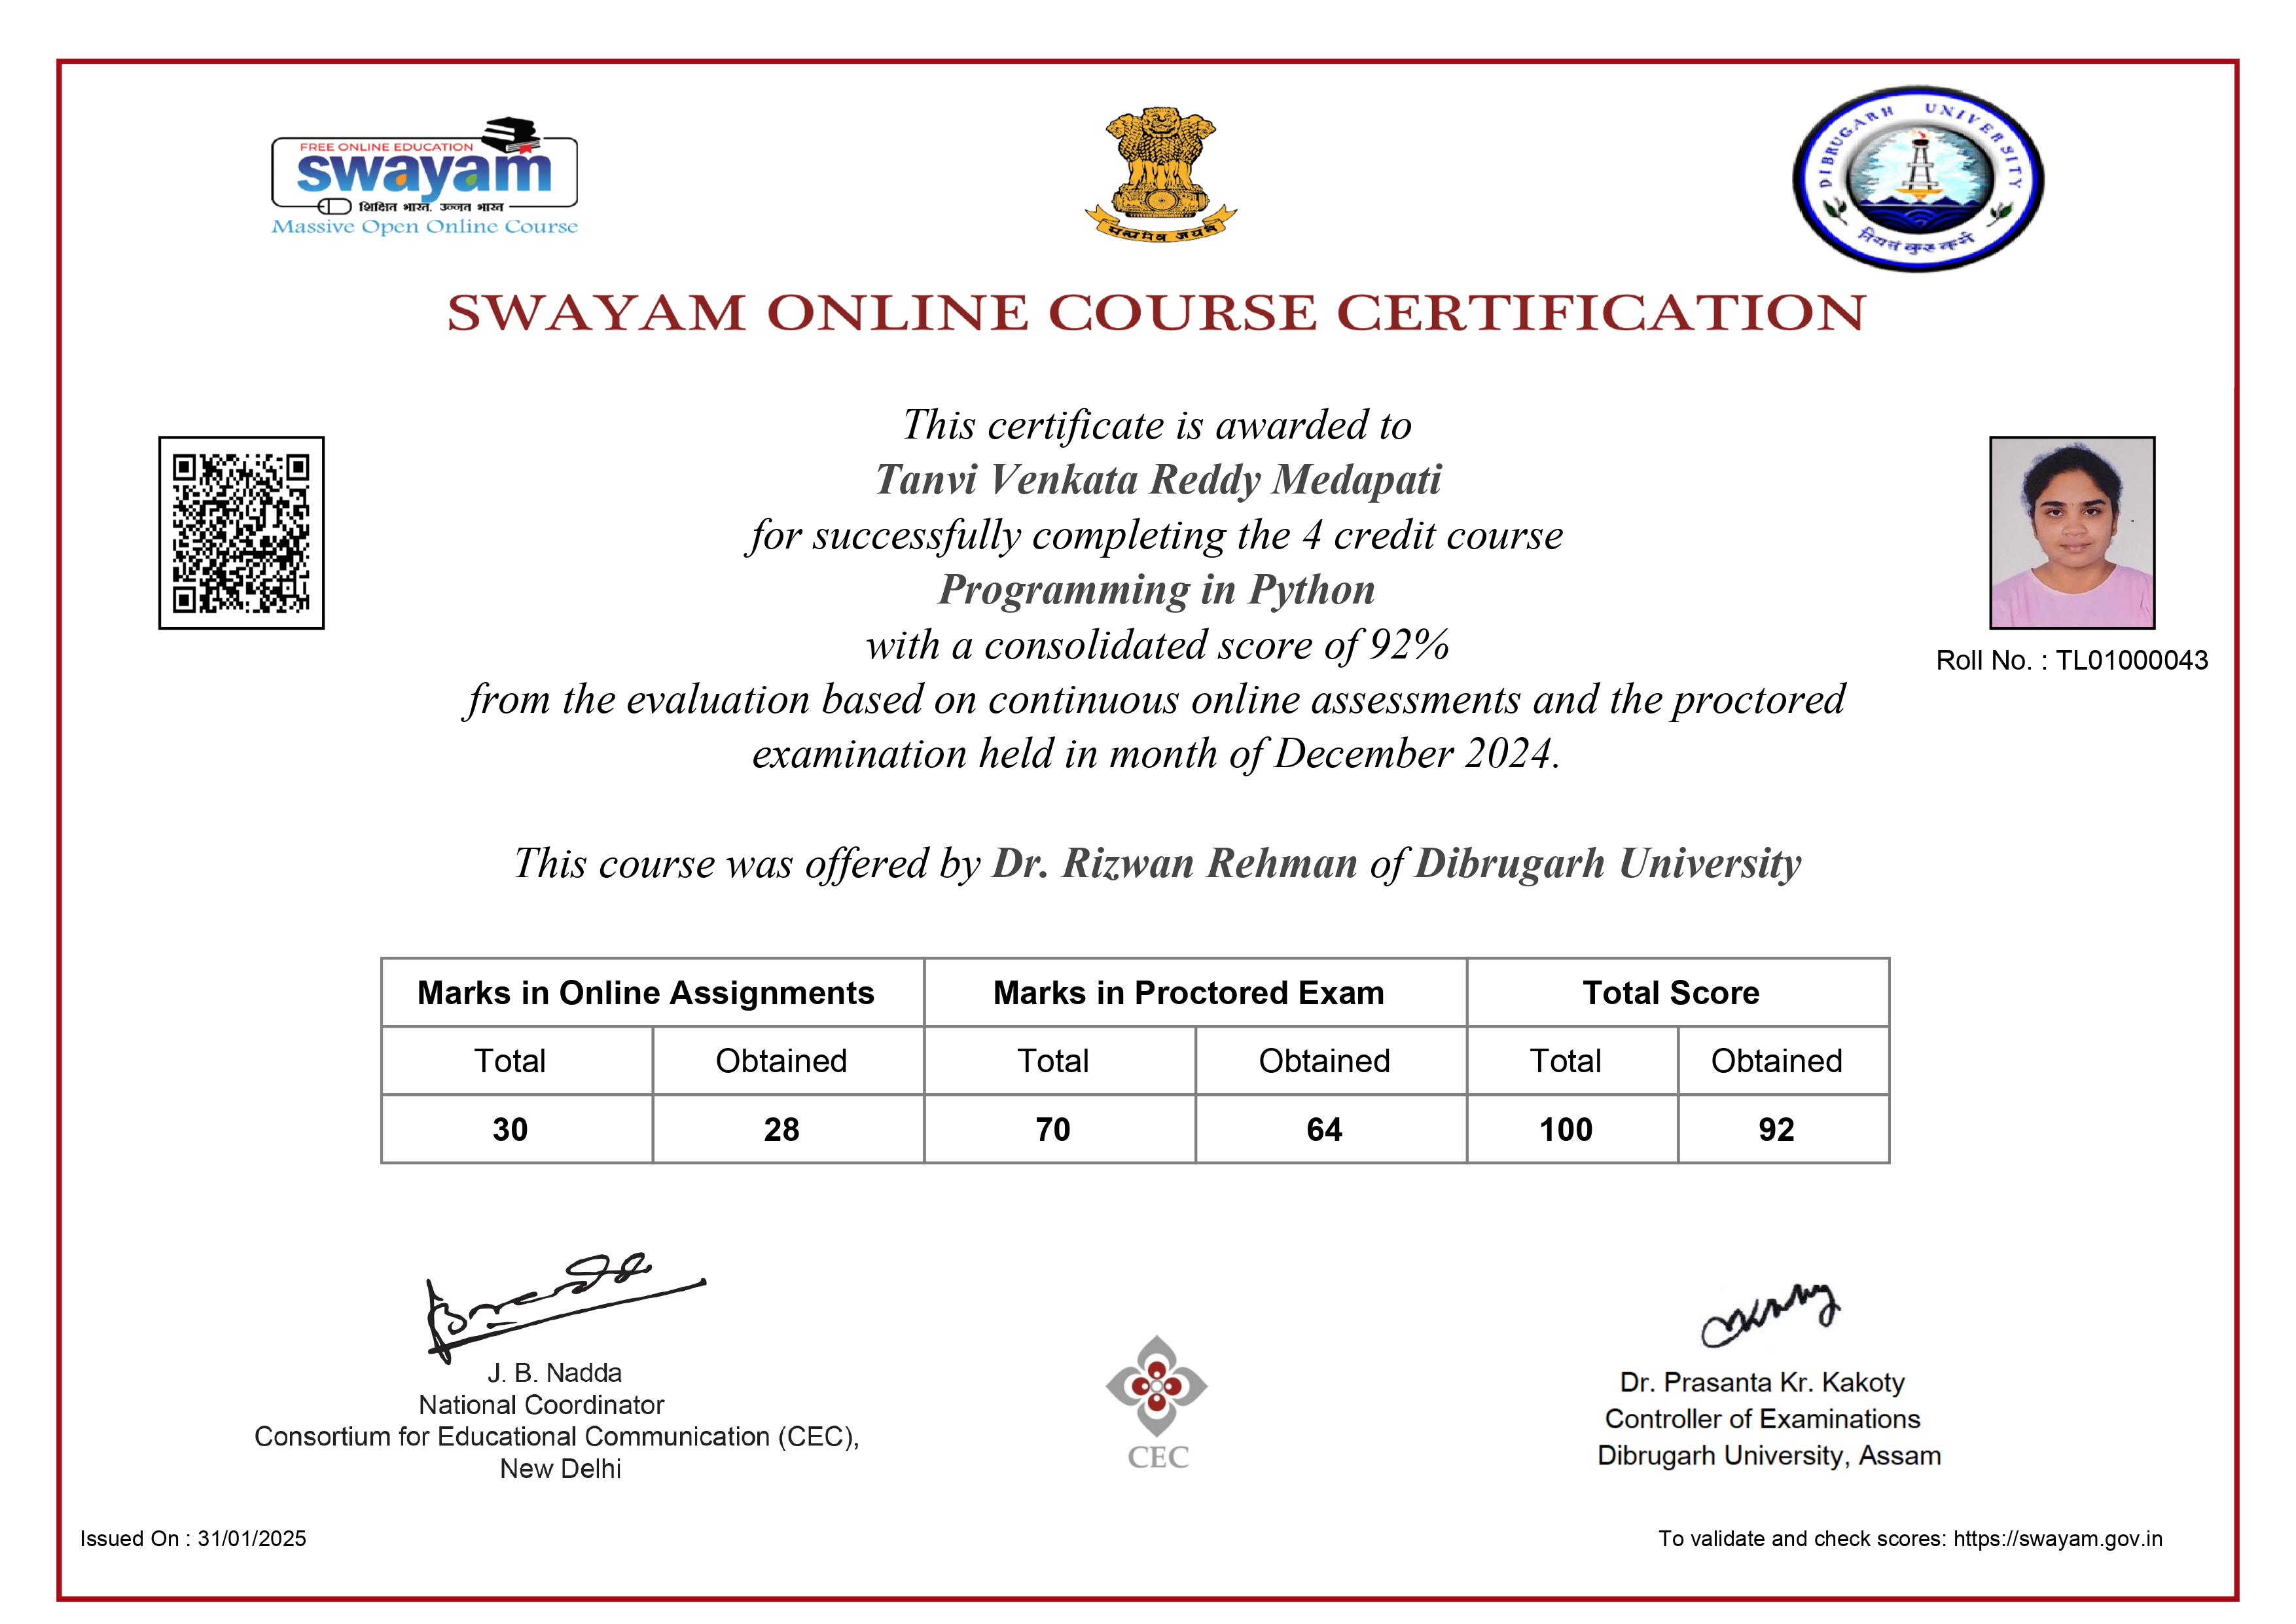 FREE ONLINE EDUCATION
swayam
शिक्षित भारत, उन्नत भारत
Massive Open Online Course
सत्यमेव जयते
DIBRUGARH UNIVERSITY
नियतं कुरु कर्म
SWAYAM ONLINE COURSE CERTIFICATION
This certificate is awarded to
Tanvi Venkata Reddy Medapati
for successfully completing the 4 credit course
Programming in Python
with a consolidated score of 92%
from the evaluation based on continuous online assessments and the proctored
examination held in month of December 2024.
Roll No. : TL01000043
This course was offered by Dr. Rizwan Rehman of Dibrugarh University
Marks in Online Assignments Marks in Proctored Exam Total Score
Total Obtained Total Obtained Total Obtained
30 28 70 64 100 92
J. B. Nadda
National Coordinator
Consortium for Educational Communication (CEC),
New Delhi
CEC
Dr. Prasanta Kr. Kakoty
Controller of Examinations
Dibrugarh University, Assam
Issued On : 31/01/2025
To validate and check scores: https://swayam.gov.in